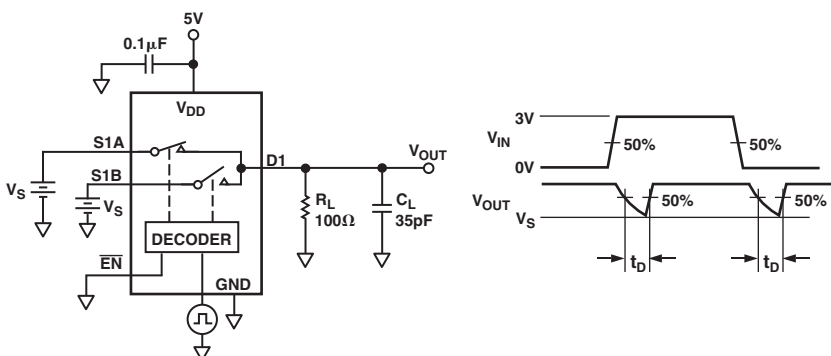 5V
0.1μF
VDD
S1A
S1B
VS
VS
D1
VOUT
RL
100Ω
CL
35pF
DECODER
EN
GND
3V
VIN
0V
50%
50%
VOUT
VS
50%
50%
tD
tD